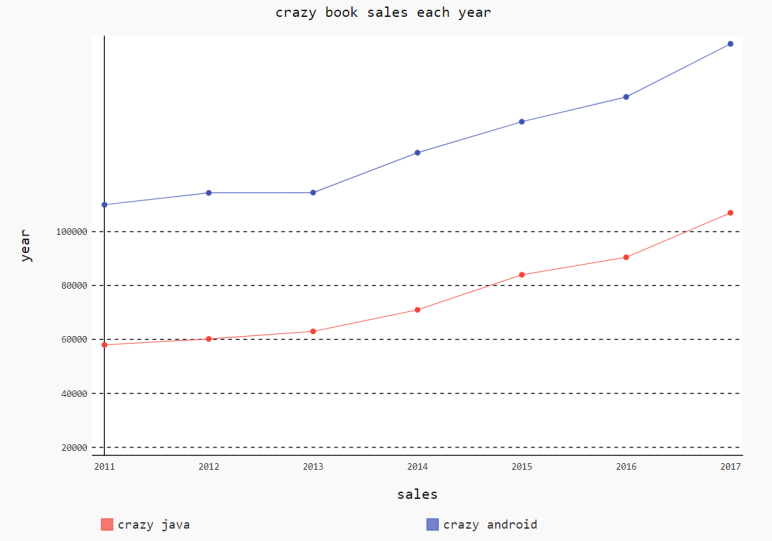 crazy book sales each year
year
100000
80000
60000
40000
20000
2011 2012 2013 2014 2015 2016 2017
sales
crazy java crazy android